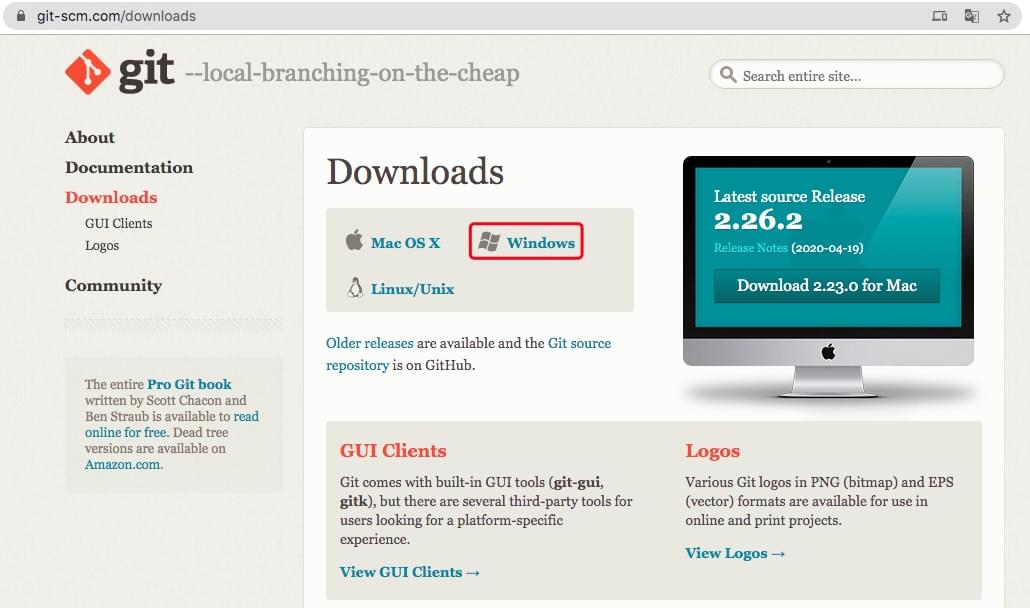 git-scm.com/downloads
git --local-branching-on-the-cheap
Search entire site...
About
Documentation
Downloads
GUI Clients
Logos
Community
The entire Pro Git book
written by Scott Chacon and
Ben Straub is available to read
online for free. Dead tree
versions are available on
Amazon.com.
Downloads
Mac OS X
Windows
Linux/Unix
Older releases are available and the Git source
repository is on GitHub.
Latest source Release
2.26.2
Release Notes (2020-04-19)
Download 2.23.0 for Mac
GUI Clients
Git comes with built-in GUI tools (git-gui,
gitk), but there are several third-party tools for
users looking for a platform-specific
experience.
View GUI Clients →
Logos
Various Git logos in PNG (bitmap) and EPS
(vector) formats are available for use in
online and print projects.
View Logos →